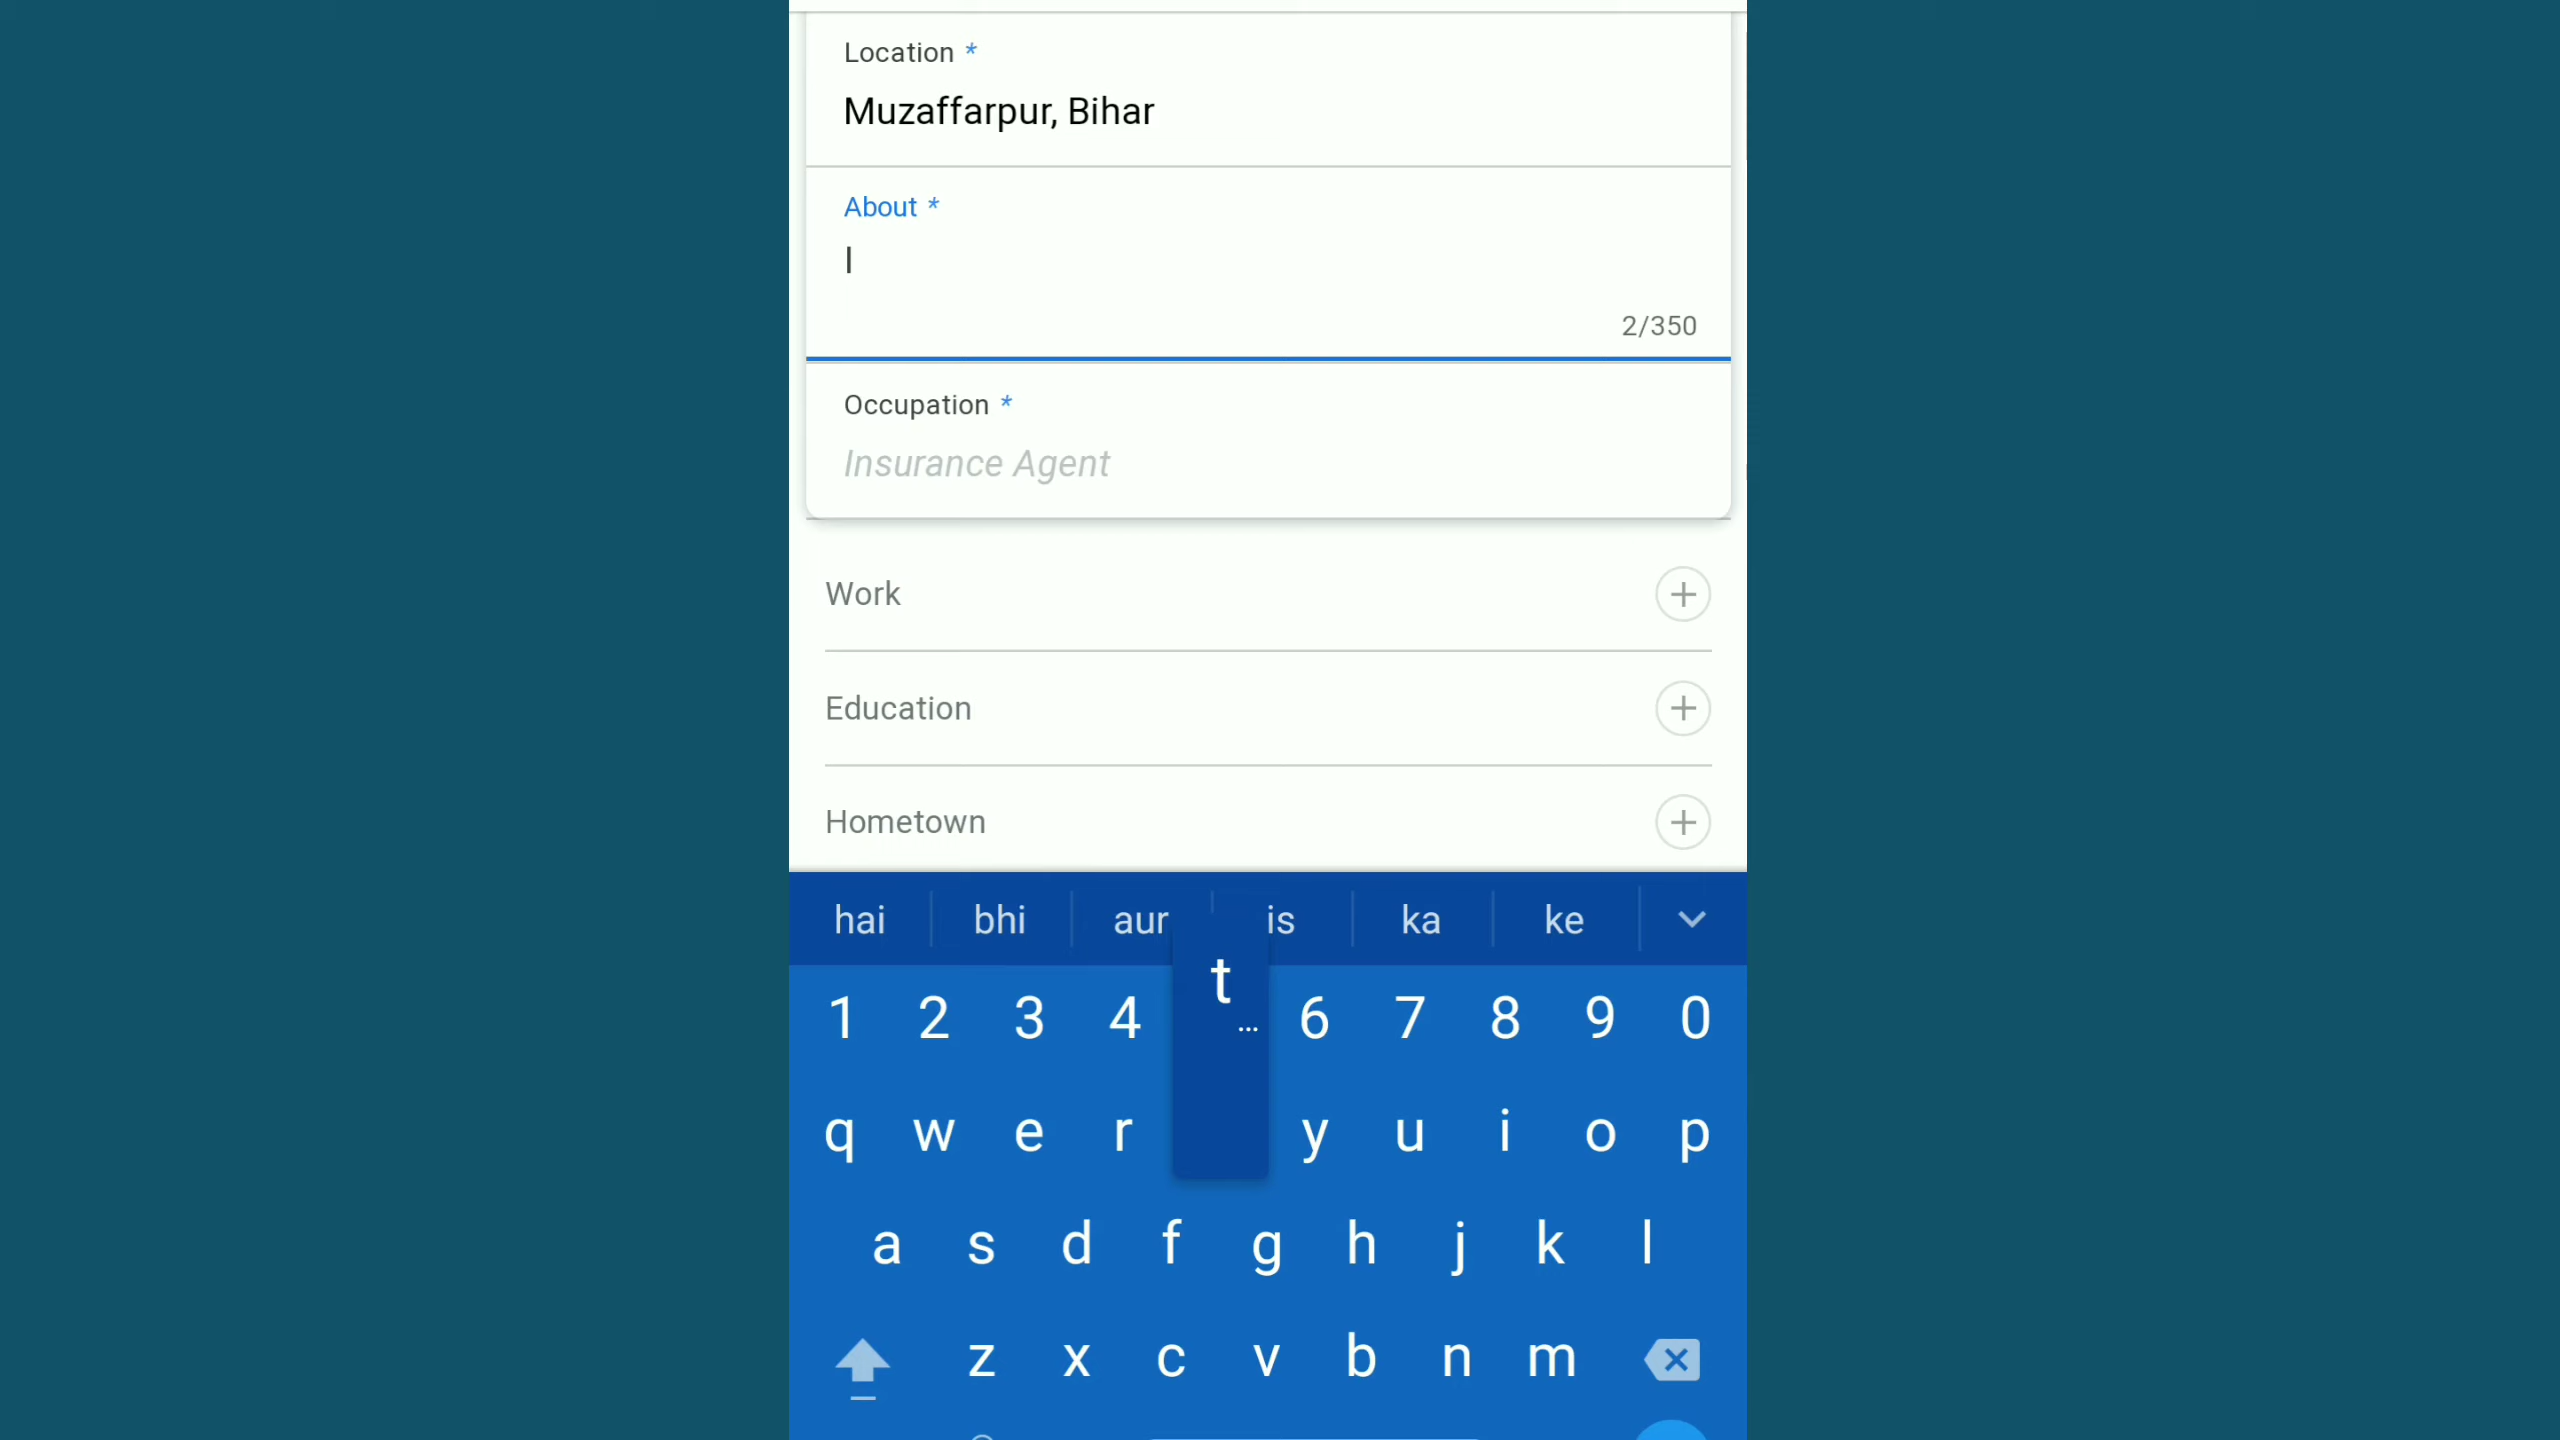 Location *
Muzaffarpur, Bihar
About *
I
2/350
Occupation *
Insurance Agent
Work
Education
Hometown
hai bhi aur is ka ke
t
...
1 2 3 4 6 7 8 9 0
q w e r y u i o p
a s d f g h j k l
z x c v b n m